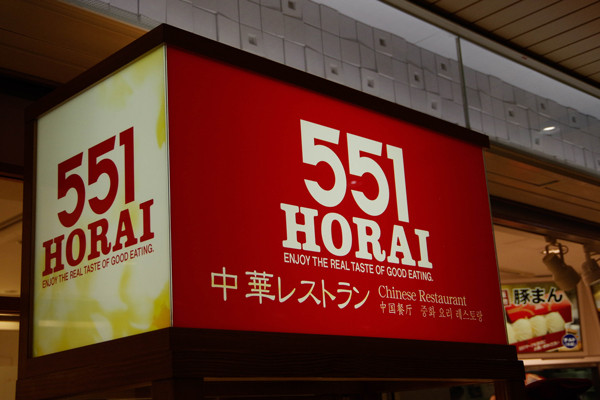 551
HORAI
ENJOY THE REAL TASTE OF GOOD EATING.
551
HORAI
ENJOY THE REAL TASTE OF GOOD EATING.
中華レストラン
Chinese Restaurant
中国餐厅 중화 요리 레스토랑
豚まん